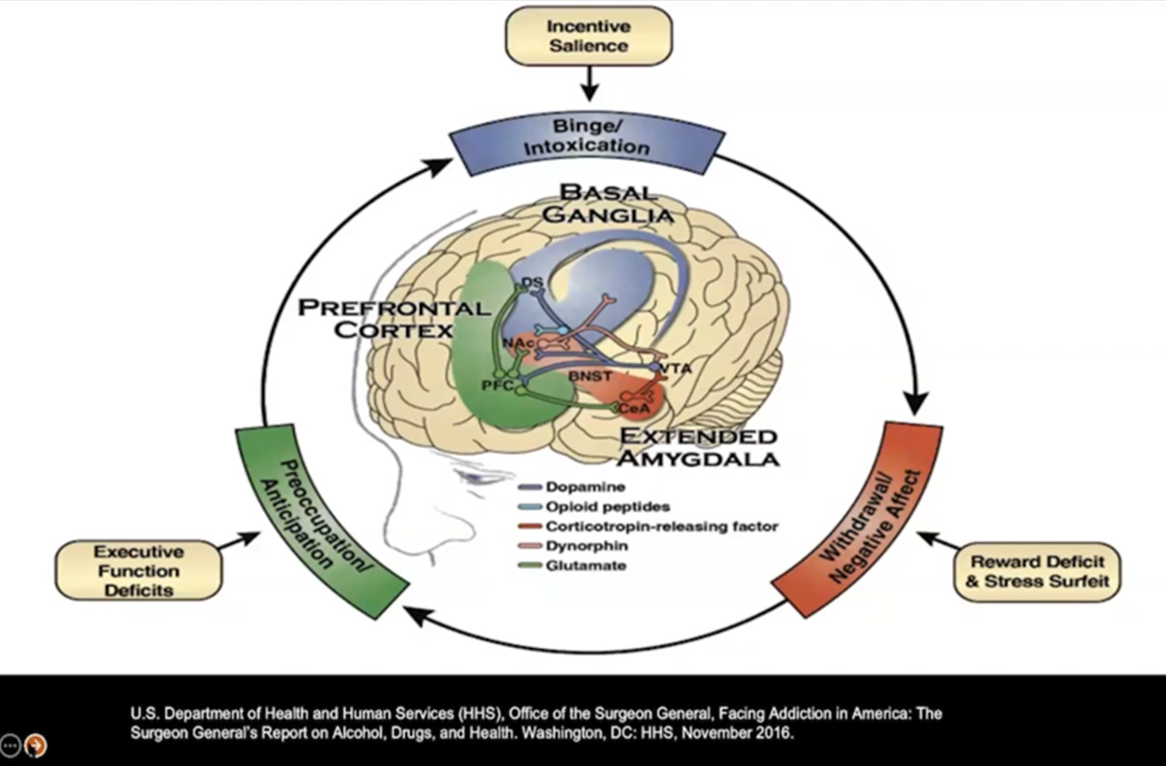 Incentive
Salience
Binge/
Intoxication
BASAL
GANGLIA
PREFRONTAL
CORTEX
DS
NAc
VTA
BNST
PFC
CeA
EXTENDED
AMYGDALA
Dopamine
Opioid peptides
Corticotropin-releasing factor
Dynorphin
Glutamate
Preoccupation/
Anticipation
Withdrawal/
Negative Affect
Executive
Function
Deficits
Reward Deficit
& Stress Surfeit
U.S. Department of Health and Human Services (HHS), Office of the Surgeon General, Facing Addiction in America: The
Surgeon General's Report on Alcohol, Drugs, and Health. Washington, DC: HHS, November 2016.